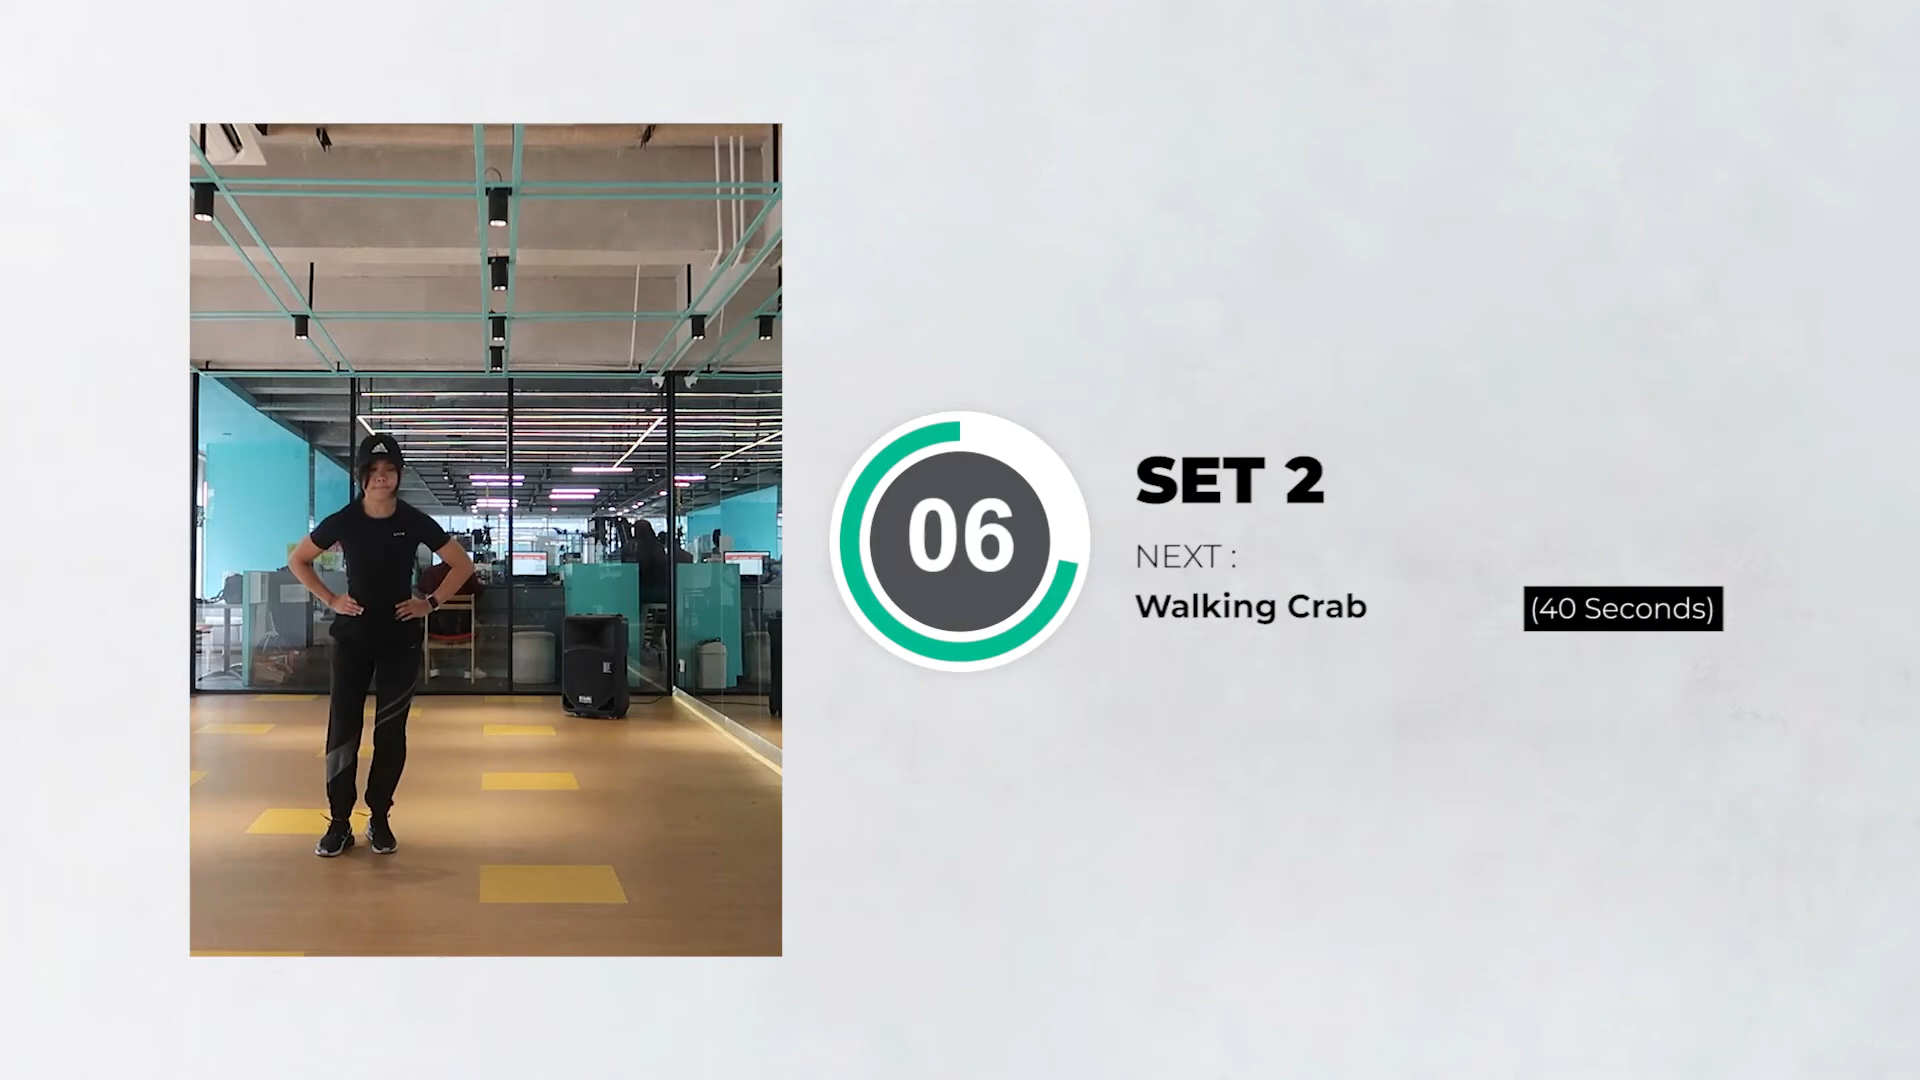 06
SET 2
NEXT :
Walking Crab
(40 Seconds)